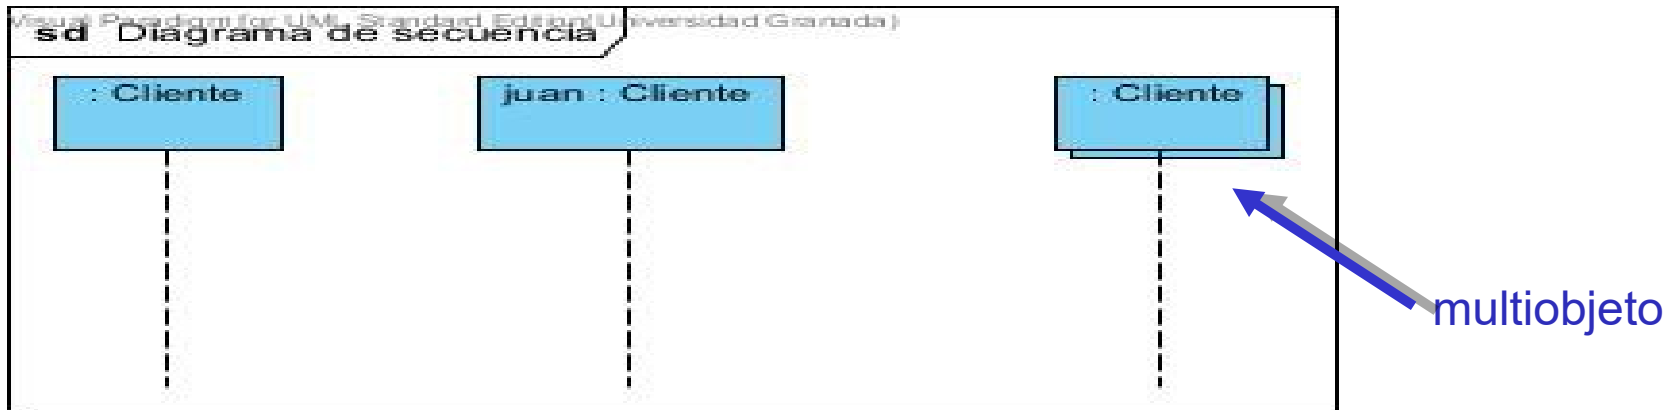 Visual Paradigm for UML Standard Edition(Universidad Granada)
sd Diagrama de secuencia
: Cliente
juan : Cliente
: Cliente
multiobjeto